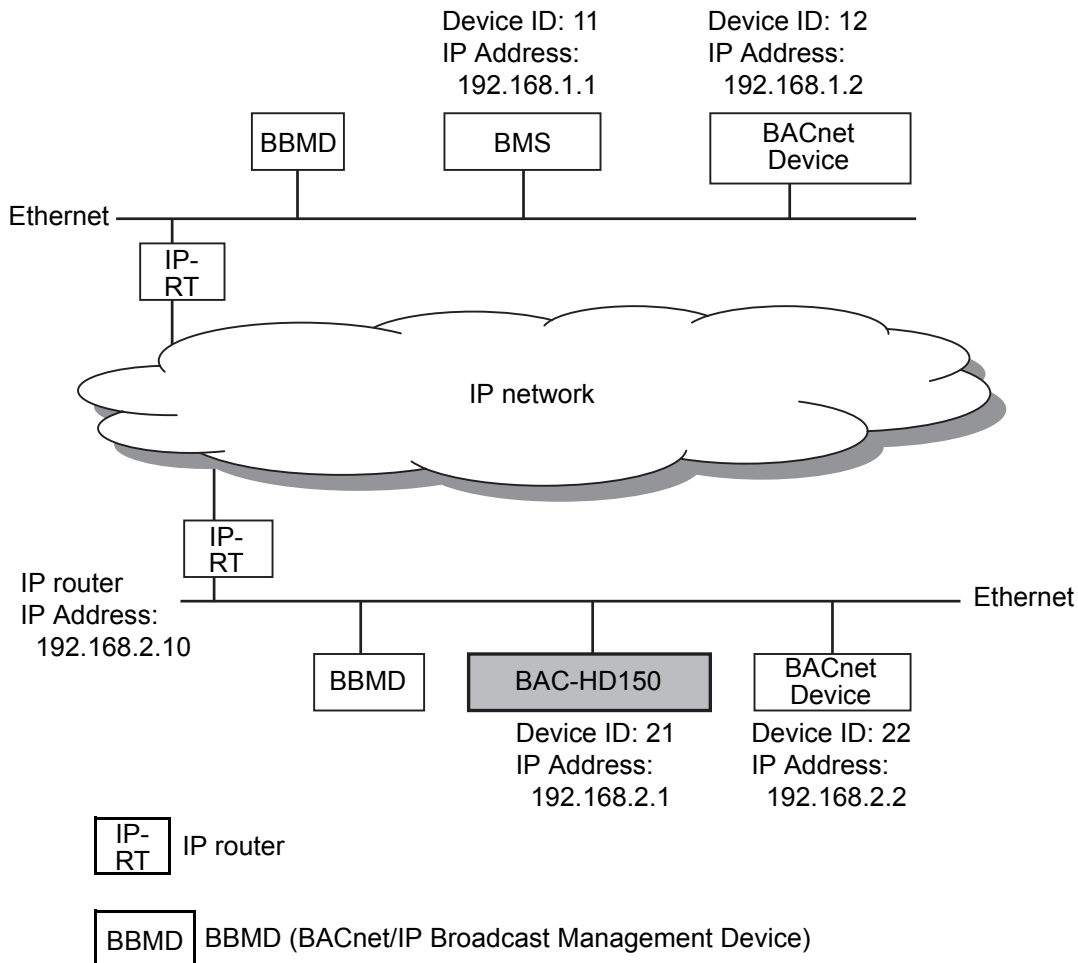 Device ID: 11
IP Address:
192.168.1.1
Device ID: 12
IP Address:
192.168.1.2
BBMD
BMS
BACnet
Device
Ethernet
IP-
RT
IP network
IP-
RT
IP router
IP Address:
192.168.2.10
Ethernet
BBMD
BAC-HD150
BACnet
Device
Device ID: 21
IP Address:
192.168.2.1
Device ID: 22
IP Address:
192.168.2.2
IP-
RT
IP router
BBMD
BBMD (BACnet/IP Broadcast Management Device)